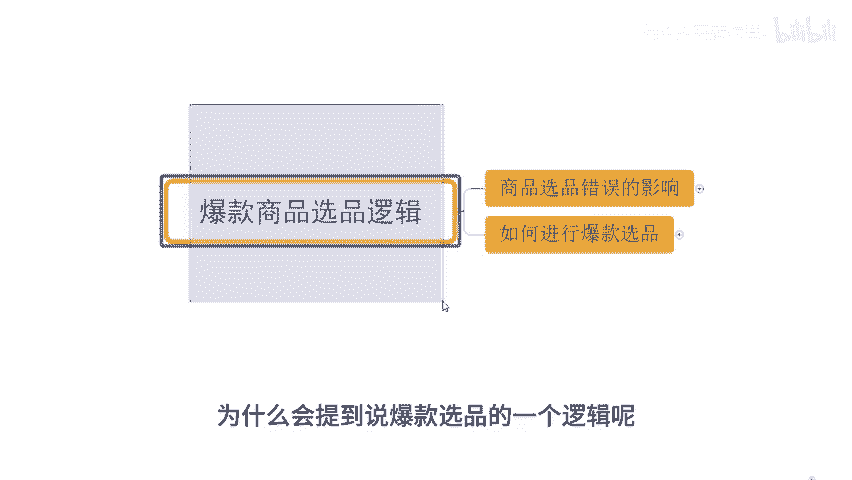 bilibili
爆款商品选品逻辑
商品选品错误的影响
如何进行爆款选品
为什么会提到说爆款选品的一个逻辑呢